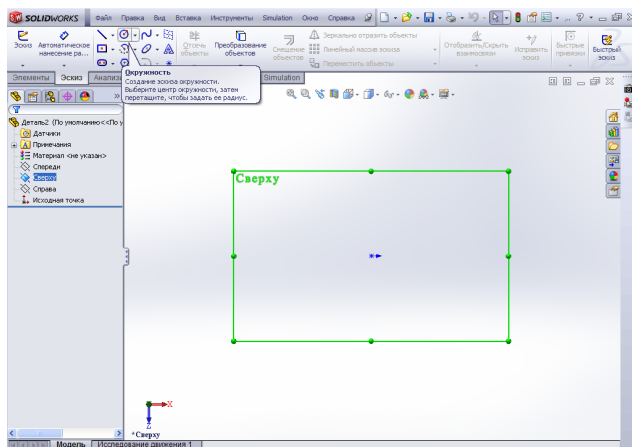 SOLIDWORKS Файл Правка Вид Вставка Инструменты Simulation Окно Справка
Эскиз Автоматическое нанесение ра... Отсечь объекты Преобразование объектов Смещение объектов Зеркально отразить объекты Отобразить/Скрыть взаимосвязи Исправить эскиз Быстрые привязки Быстрый эскиз
Линейный массив эскиза
Переместить объекты
Элементы Эскиз Анализ Simulation
Окружность
Создание эскиза окружности.
Выберите центр окружности, затем
перетащите, чтобы задать ее радиус.
Деталь2 (По умолчанию<<По у
Датчики
Примечания
Материал <не указан>
Спереди
Сверху
Справа
Исходная точка
Сверху
X
Z
*Сверху
Модель Исследование движения 1